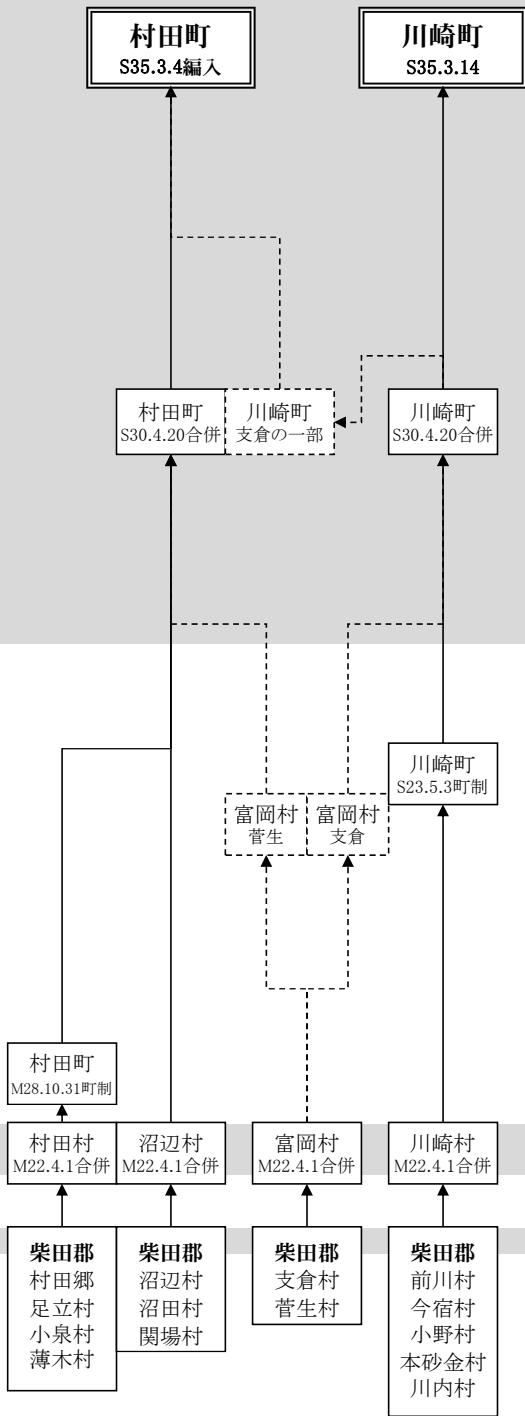 村田町
S35.3.4編入
川崎町
S35.3.14
村田町
S30.4.20合併
川崎町
支倉の一部
川崎町
S30.4.20合併
川崎町
S23.5.3町制
富岡村
菅生
富岡村
支倉
村田町
M28.10.31町制
村田村
M22.4.1合併
沼辺村
M22.4.1合併
富岡村
M22.4.1合併
川崎村
M22.4.1合併
柴田郡
村田郷
足立村
小泉村
薄木村
柴田郡
沼辺村
沼田村
関場村
柴田郡
支倉村
菅生村
柴田郡
前川村
今宿村
小野村
本砂金村
川内村